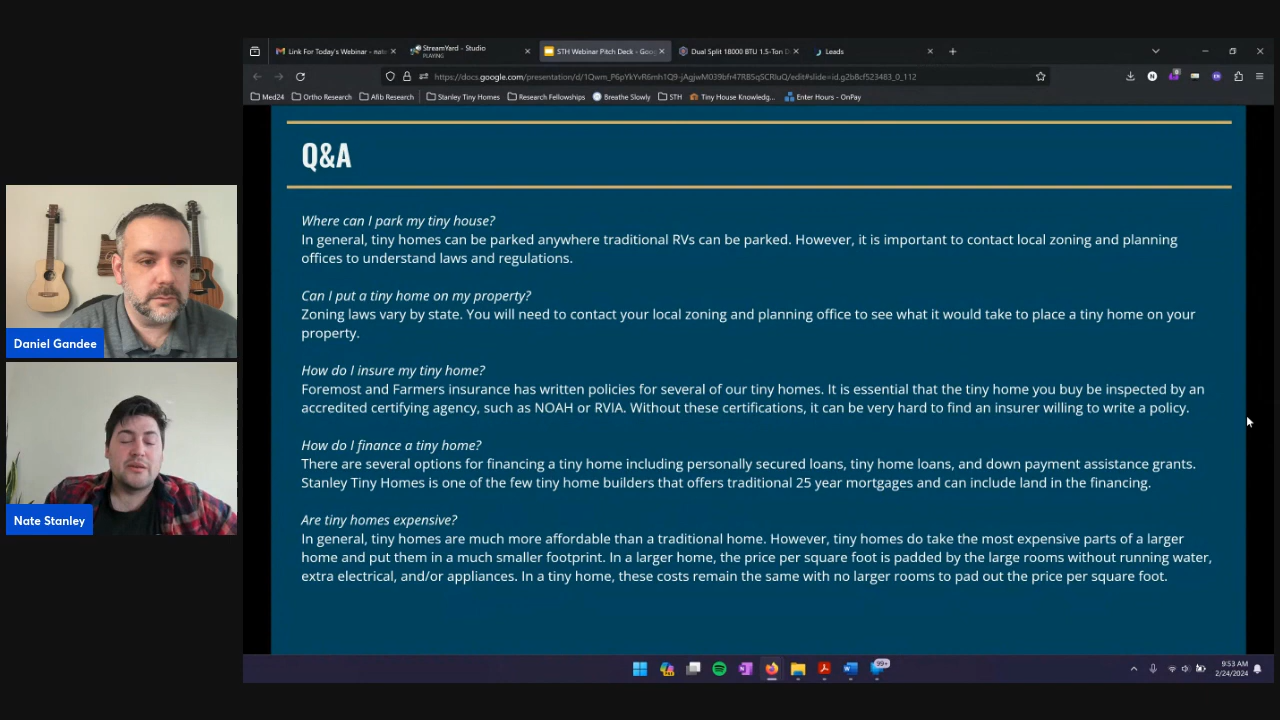 Link For Today's Webinar - nate
StreamYard - Studio
PLAYING
STH Webinar Pitch Deck - Goog
Dual Split 18000 BTU 1.5-Ton D
Leads
Med24
Ortho Research
Afib Research
Stanley Tiny Homes
Research Fellowships
Breathe Slowly
STH
Tiny House Knowledg...
Enter Hours - OnPay
Q&A
Where can I park my tiny house?
In general, tiny homes can be parked anywhere traditional RVs can be parked. However, it is important to contact local zoning and planning
offices to understand laws and regulations.
Can I put a tiny home on my property?
Zoning laws vary by state. You will need to contact your local zoning and planning office to see what it would take to place a tiny home on your
property.
How do I insure my tiny home?
Foremost and Farmers insurance has written policies for several of our tiny homes. It is essential that the tiny home you buy be inspected by an
accredited certifying agency, such as NOAH or RVIA. Without these certifications, it can be very hard to find an insurer willing to write a policy.
How do I finance a tiny home?
There are several options for financing a tiny home including personally secured loans, tiny home loans, and down payment assistance grants.
Stanley Tiny Homes is one of the few tiny home builders that offers traditional 25 year mortgages and can include land in the financing.
Are tiny homes expensive?
In general, tiny homes are much more affordable than a traditional home. However, tiny homes do take the most expensive parts of a larger
home and put them in a much smaller footprint. In a larger home, the price per square foot is padded by the large rooms without running water,
extra electrical, and/or appliances. In a tiny home, these costs remain the same with no larger rooms to pad out the price per square foot.
Daniel Gandee
Nate Stanley
99+
9:53 AM
2/24/2024